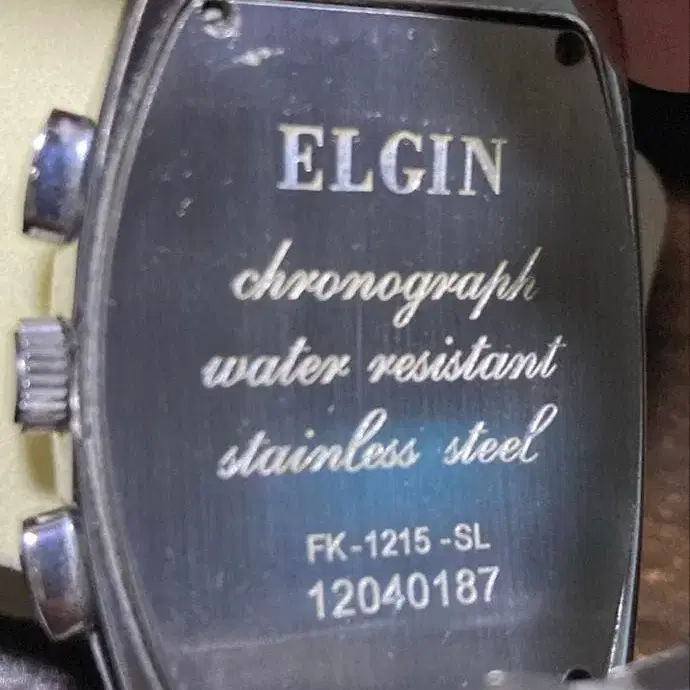 ELGIN
chronograph
water resistant
stainless steel
FK-1215-SL
12040187